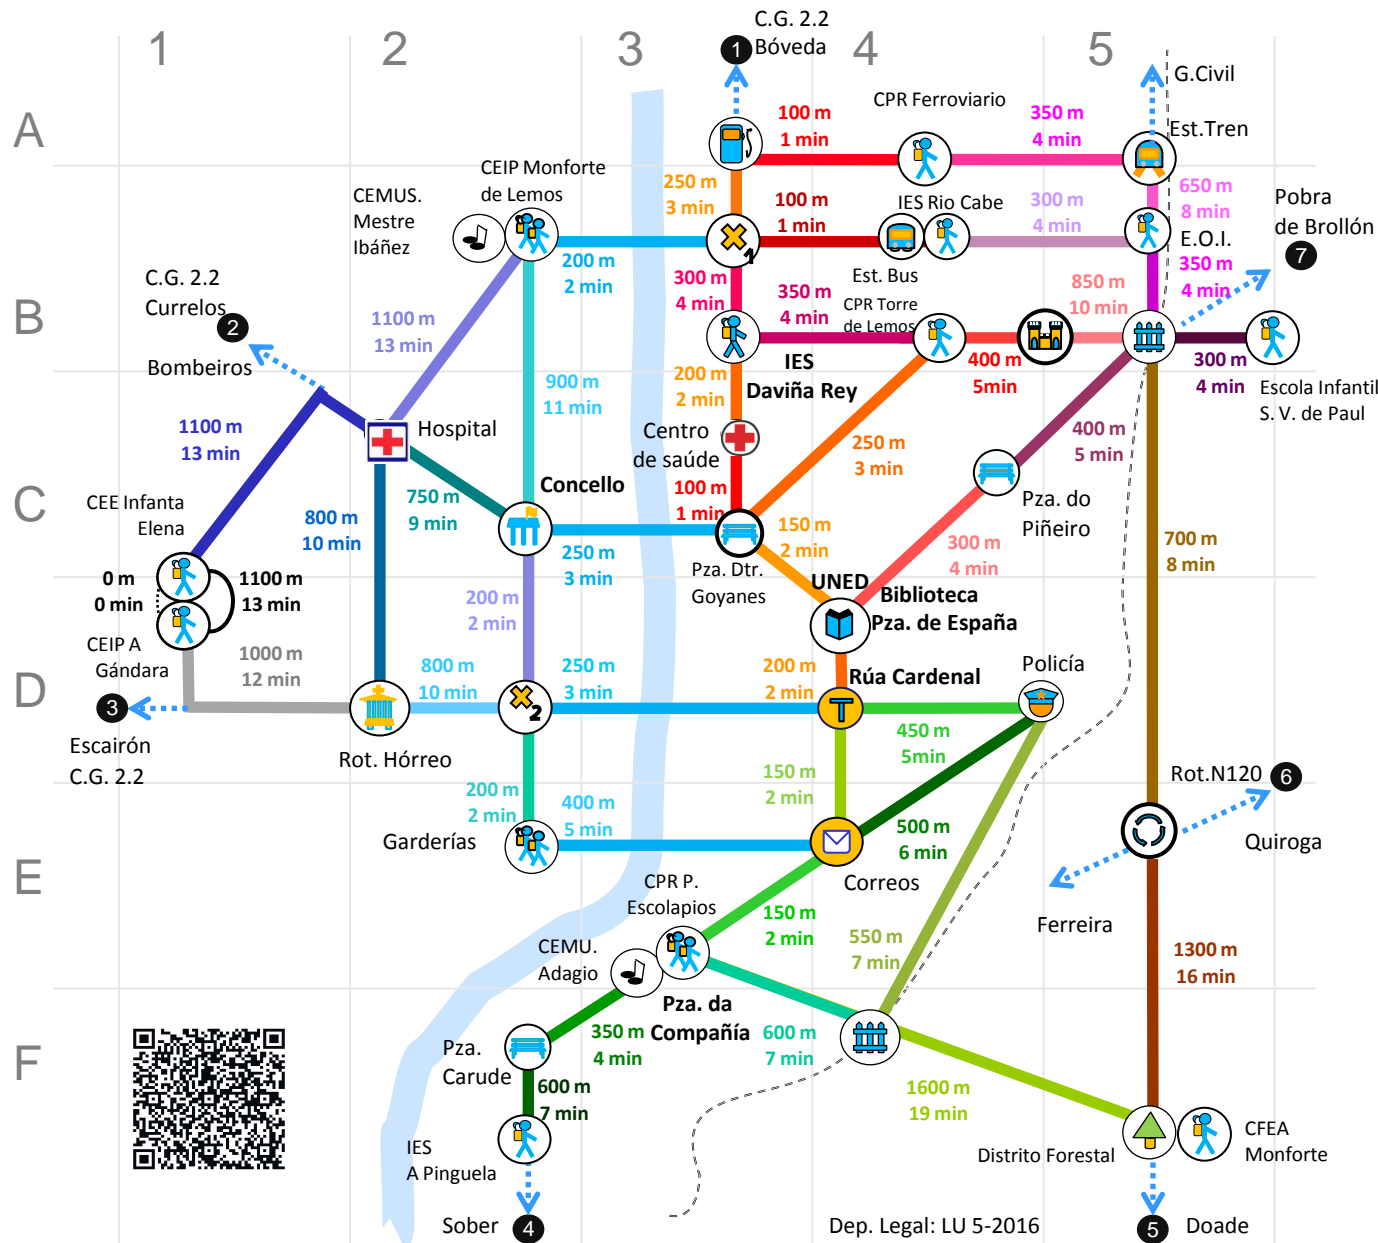 C.G. 2.2
1 Bóveda
1
2
3
4
5
G.Civil
A
CPR Ferroviario
100 m
1 min
350 m
4 min
Est.Tren
CEIP Monforte
de Lemos
CEMUS.
Mestre
Ibáñez
250 m
3 min
100 m
1 min
IES Rio Cabe
300 m
4 min
650 m
8 min
E.O.I.
350 m
4 min
Pobra
de Brollón
7
1
200 m
2 min
Est. Bus
C.G. 2.2
Currelos
2
Bombeiros
B
1100 m
13 min
300 m
4 min
350 m
4 min
CPR Torre
de Lemos
850 m
10 min
400 m
5min
300 m
4 min
IES
Daviña Rey
Escola Infantil
S. V. de Paul
900 m
11 min
200 m
2 min
1100 m
13 min
Hospital
Centro
de saúde
250 m
3 min
400 m
5 min
C
CEE Infanta
Elena
800 m
10 min
750 m
9 min
Concello
100 m
1 min
150 m
2 min
Pza. do
Piñeiro
250 m
3 min
Pza. Dtr.
Goyanes
300 m
4 min
700 m
8 min
0 m
0 min
1100 m
13 min
UNED
Biblioteca
Pza. de España
200 m
2 min
CEIP A
Gándara
1000 m
12 min
D
800 m
10 min
250 m
3 min
200 m
2 min
Rúa Cardenal
Policía
3
Escairón
C.G. 2.2
Rot. Hórreo
2
T
450 m
5min
200 m
2 min
150 m
2 min
Rot.N120
6
Quiroga
Garderías
400 m
5 min
500 m
6 min
Correos
E
CPR P.
Escolapios
150 m
2 min
Ferreira
CEMU.
Adagio
550 m
7 min
1300 m
16 min
Pza. da
Compañía
F
Pza.
Carude
350 m
4 min
600 m
7 min
600 m
7 min
1600 m
19 min
IES
A Pinguela
Distrito Forestal
CFEA
Monforte
Sober
4
Dep. Legal: LU 5-2016
5
Doade